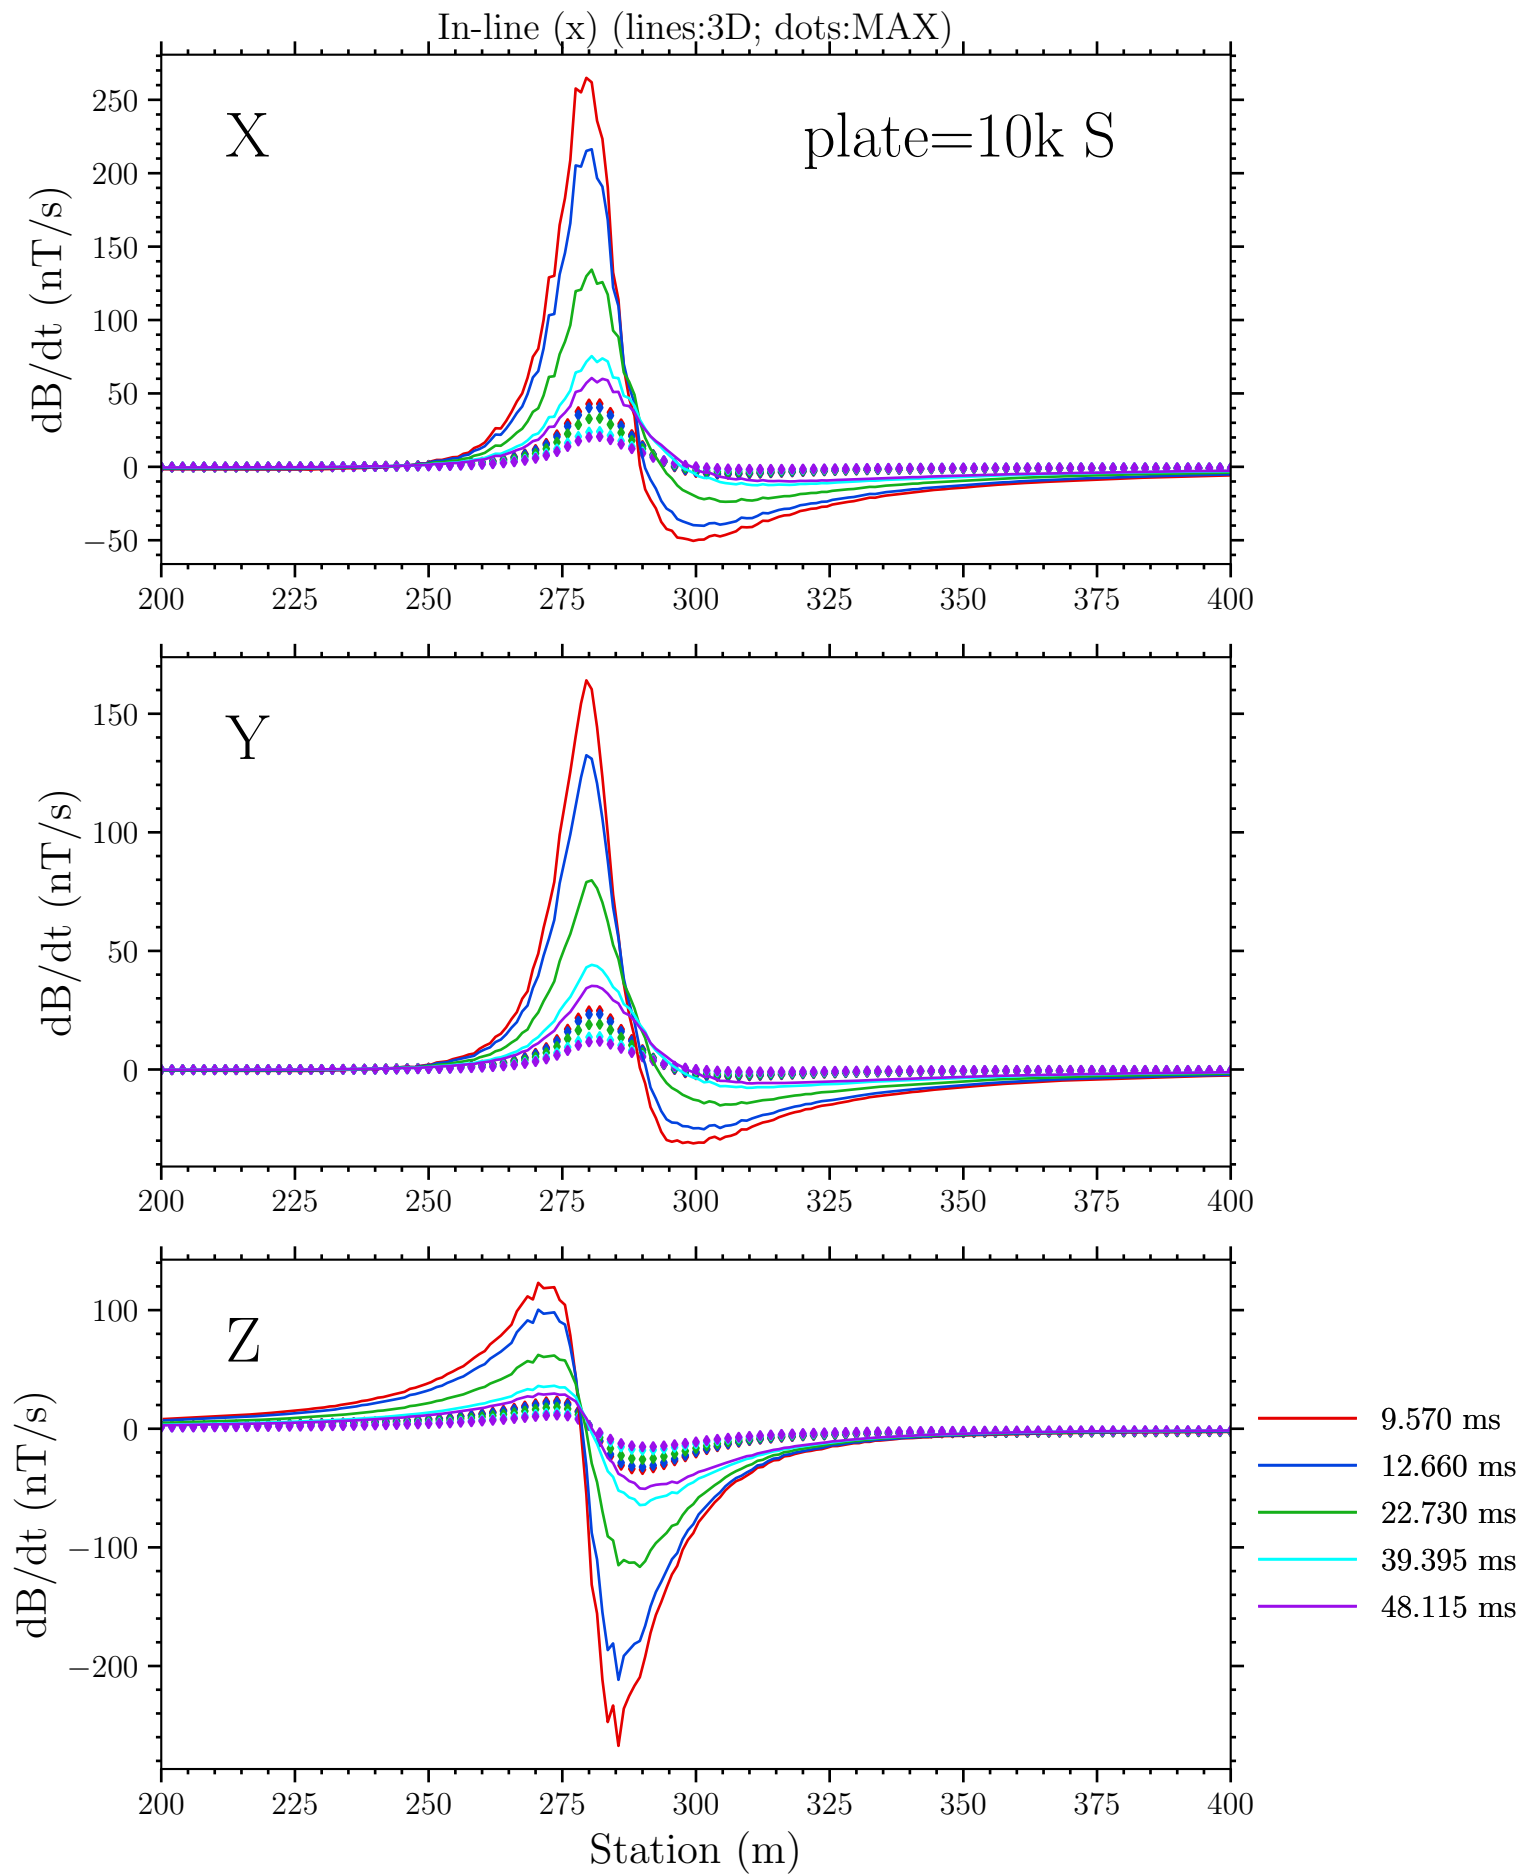 In-line (x) (lines:3D; dots:MAX)
X
plate=10k S
dB/dt (nT/s)
250
200
150
100
50
0
−50
200 225 250 275 300 325 350 375 400
Y
dB/dt (nT/s)
150
100
50
0
200 225 250 275 300 325 350 375 400
Z
dB/dt (nT/s)
100
0
−100
−200
200 225 250 275 300 325 350 375 400
Station (m)
9.570 ms
12.660 ms
22.730 ms
39.395 ms
48.115 ms